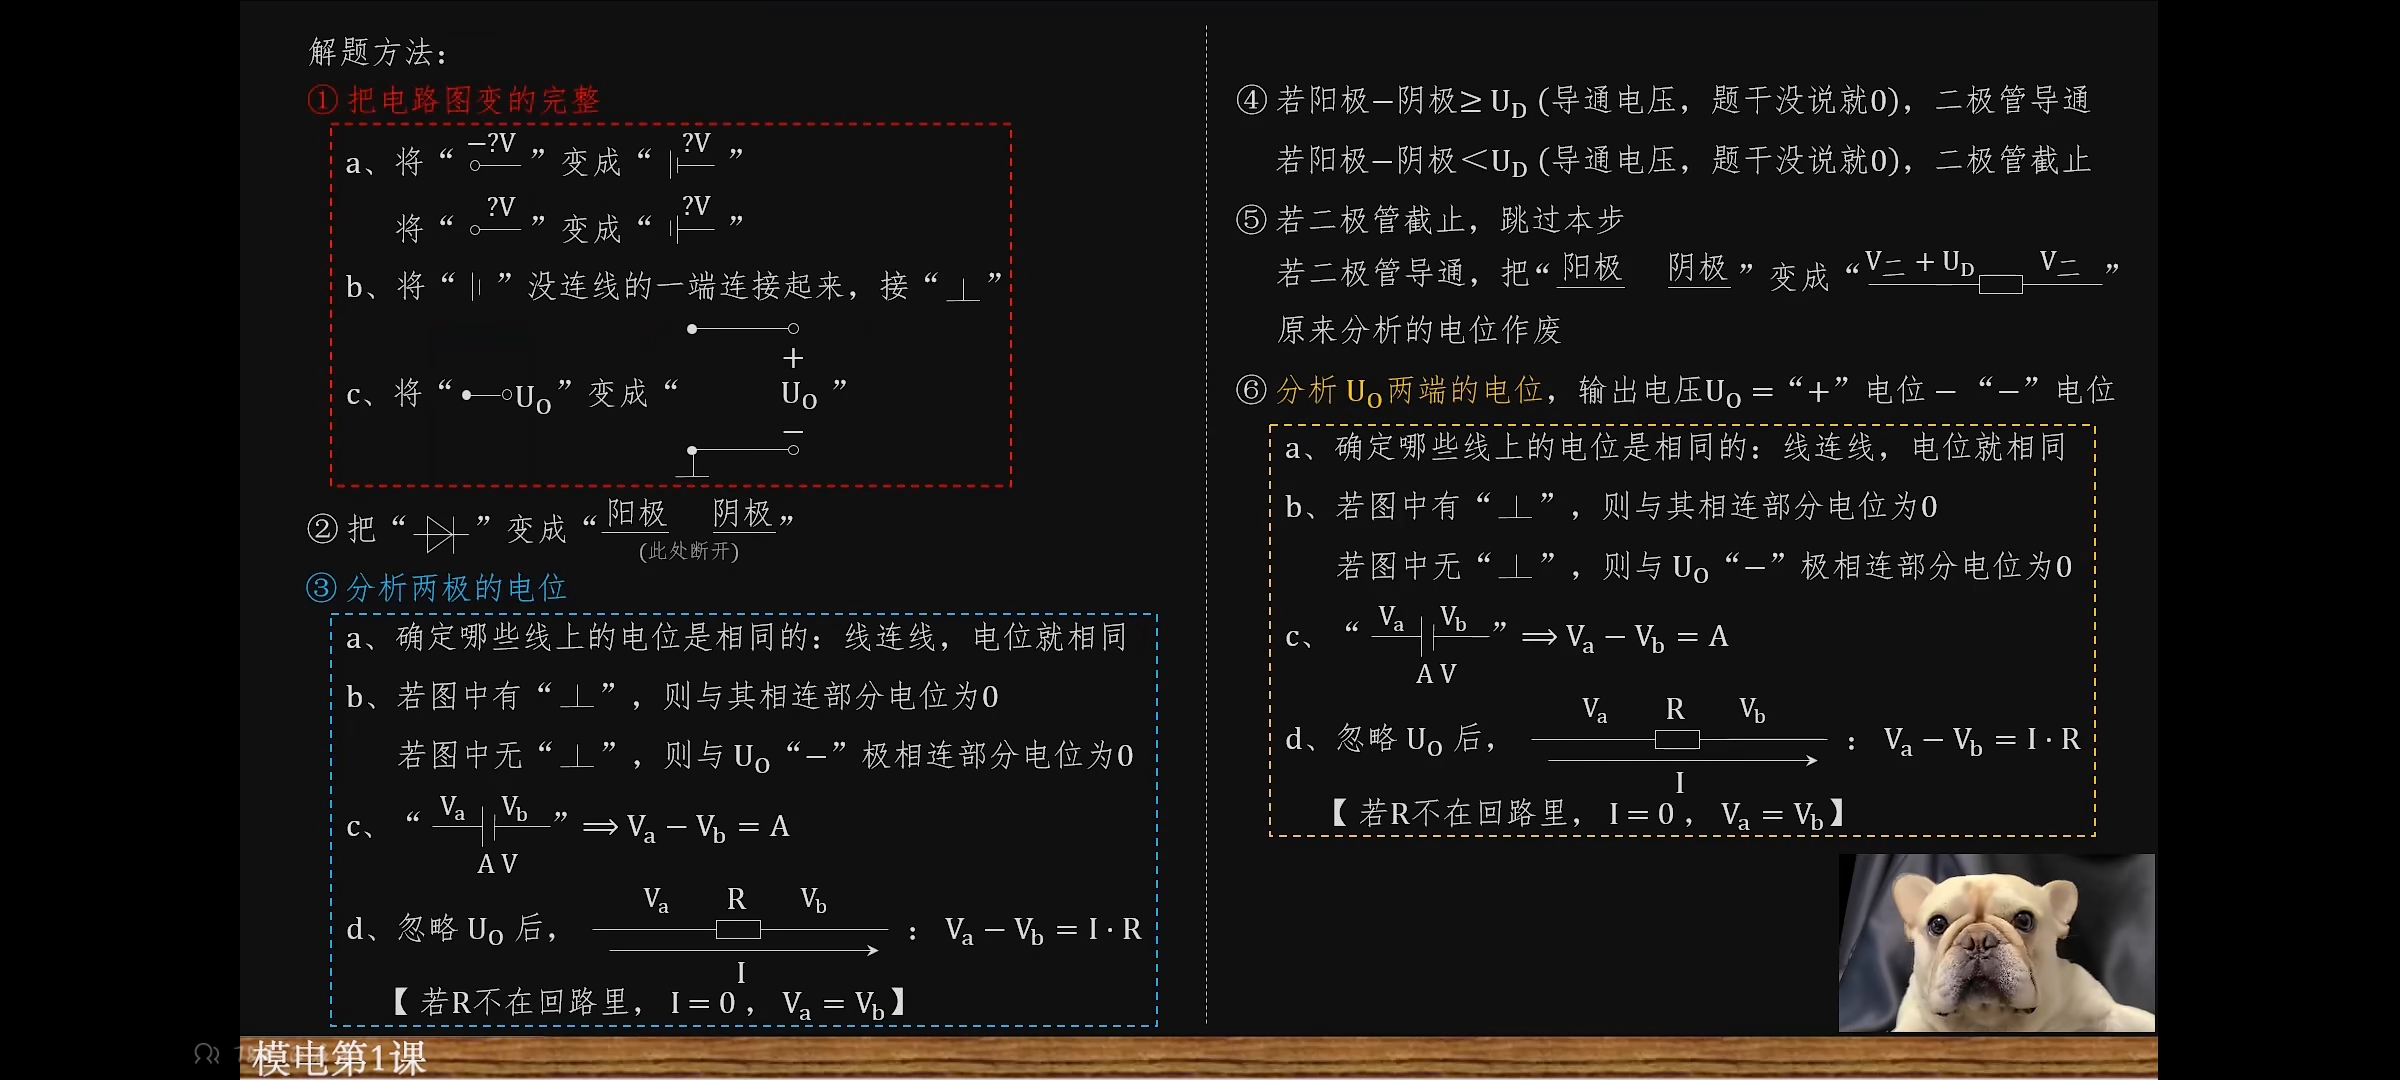 解题方法：
① 把电路图变的完整
a、将“ −?V ”变成“ ?V ”
将“ ?V ”变成“ ?V ”
b、将“ ”没连线的一端连接起来，接“⊥”
c、将“ U_O ”变成“ + U_O − ”
② 把“ ”变成“阳极 阴极”
(此处断开)
③ 分析两极的电位
a、确定哪些线上的电位是相同的：线连线，电位就相同
b、若图中有“⊥”，则与其相连部分电位为0
若图中无“⊥”，则与 U_O “−”极相连部分电位为0
c、“ V_a V_b ”⟹ V_a − V_b = A
A V
d、忽略 U_O 后， V_a R V_b ： V_a − V_b = I · R
I
【 若R不在回路里， I = 0 ， V_a = V_b】
④ 若阳极−阴极≥ U_D (导通电压，题干没说就0)，二极管导通
若阳极−阴极＜U_D (导通电压，题干没说就0)，二极管截止
⑤ 若二极管截止，跳过本步
若二极管导通，把“阳极 阴极”变成“V_二 + U_D V_二”
原来分析的电位作废
⑥ 分析 U_O 两端的电位，输出电压U_O =“+”电位 − “−”电位
a、确定哪些线上的电位是相同的：线连线，电位就相同
b、若图中有“⊥”，则与其相连部分电位为0
若图中无“⊥”，则与 U_O “−”极相连部分电位为0
c、“ V_a V_b ”⟹ V_a − V_b = A
A V
d、忽略 U_O 后， V_a R V_b ： V_a − V_b = I · R
I
【 若R不在回路里， I = 0 ， V_a = V_b】
模电第1课